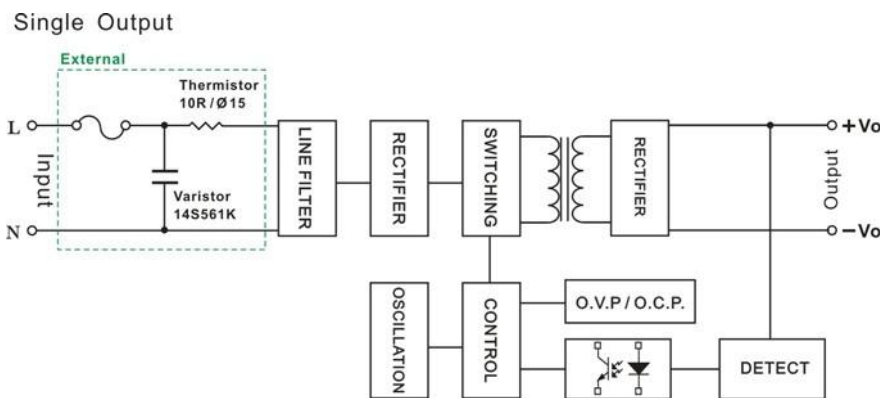 Single Output
External
Thermistor
10R / Ø 15
L
Input
N
Varistor
14S561K
LINE FILTER
RECTIFIER
SWITCHING
RECTIFIER
+Vo
Output
−Vo
OSCILLATION
CONTROL
O.V.P / O.C.P.
DETECT